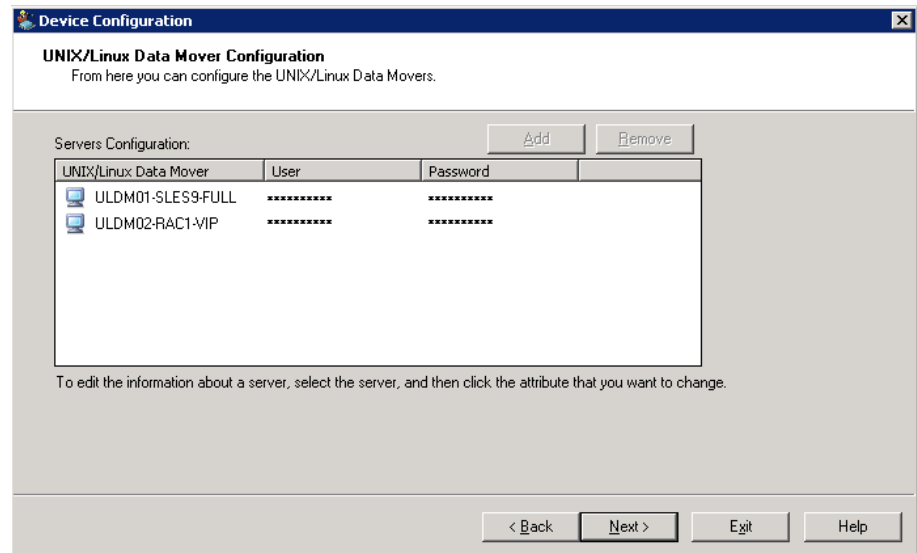 Device Configuration
UNIX/Linux Data Mover Configuration
From here you can configure the UNIX/Linux Data Movers.
Servers Configuration:
Add
Remove
UNIX/Linux Data Mover User Password
ULDM01-SLES9-FULL ********** **********
ULDM02-RAC1-VIP ********** **********
To edit the information about a server, select the server, and then click the attribute that you want to change.
< Back Next > Exit Help